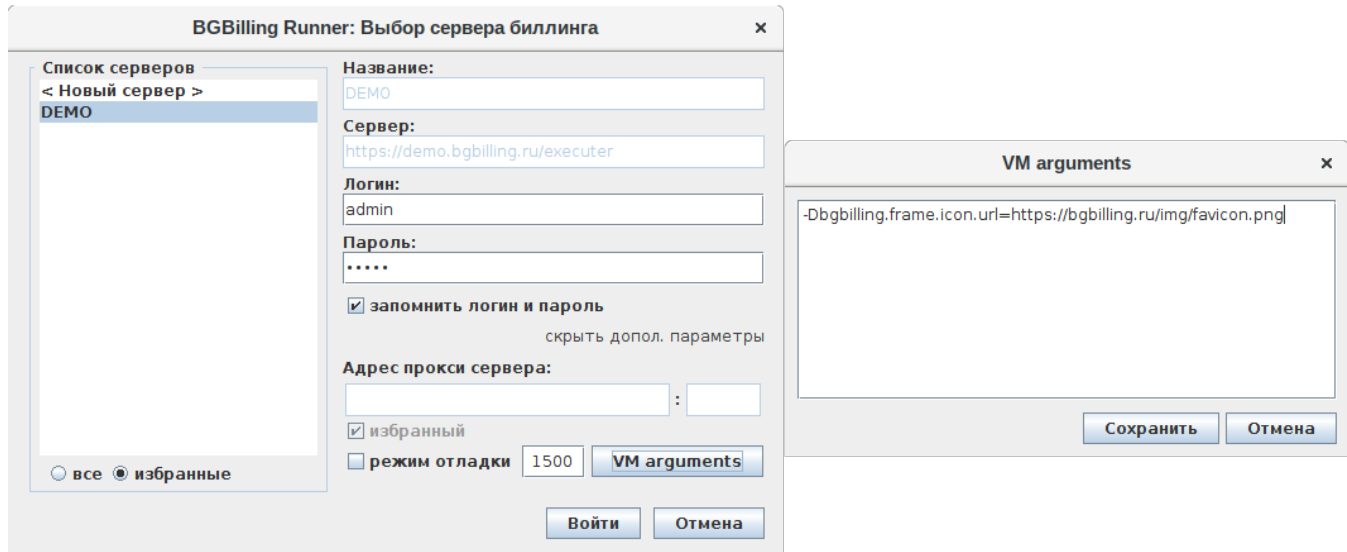 BGBilling Runner: Выбор сервера биллинга ×
Список серверов
< Новый сервер >
DEMO
все избранные
Название:
DEMO
Сервер:
https://demo.bgbilling.ru/executer
Логин:
admin
Пароль:
•••••
запомнить логин и пароль
скрыть допол. параметры
Адрес прокси сервера:
:
избранный
режим отладки 1500 VM arguments
Войти Отмена
VM arguments ×
-Dbgbilling.frame.icon.url=https://bgbilling.ru/img/favicon.png
Сохранить Отмена